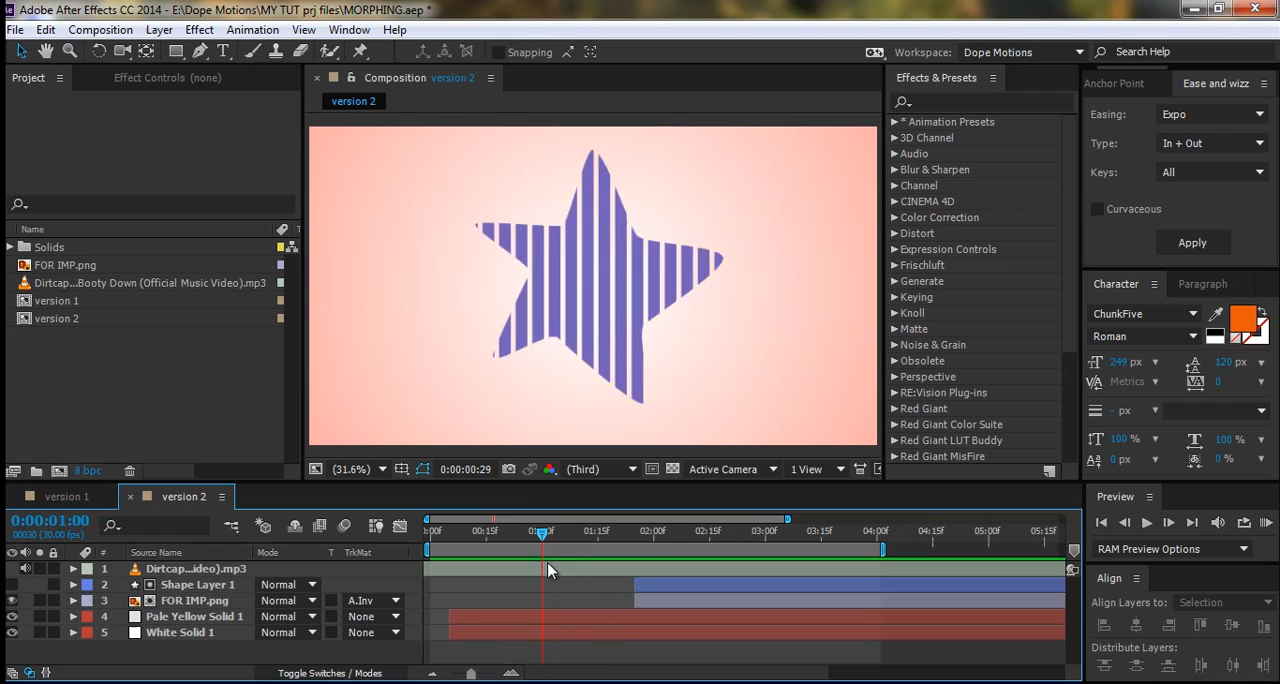 Ae Adobe After Effects CC 2014 - E:\Dope Motions\MY TUT prj files\MORPHING.aep *
File Edit Composition Layer Effect Animation View Window Help
Snapping Workspace: Dope Motions Search Help
Project Effect Controls (none)
Composition version 2
version 2
Name
Solids
FOR IMP.png
Dirtcap...Booty Down (Official Music Video).mp3
version 1
version 2
8 bpc
(31.6%) 0:00:00:29 (Third) Active Camera 1 View
Effects & Presets
* Animation Presets
3D Channel
Audio
Blur & Sharpen
Channel
CINEMA 4D
Color Correction
Distort
Expression Controls
Frischluft
Generate
Keying
Knoll
Matte
Noise & Grain
Obsolete
Perspective
RE:Vision Plug-ins
Red Giant
Red Giant Color Suite
Red Giant LUT Buddy
Red Giant MisFire
Anchor Point Ease and wizz
Easing: Expo
Type: In + Out
Keys: All
Curvaceous
Apply
Character Paragraph
ChunkFive
Roman
249 px 120 px
Metrics 0
- px
100 % 100 %
0 px 0 %
version 1 version 2
0:00:01:00
00030 (30.00 fps)
# Source Name Mode T TrkMat
1 Dirtcap...ideo).mp3
2 Shape Layer 1 Normal
3 FOR IMP.png Normal A.Inv
4 Pale Yellow Solid 1 Normal None
5 White Solid 1 Normal None
Toggle Switches / Modes
:00f 00:15f 01:00f 01:15f 02:00f 02:15f 03:00f 03:15f 04:00f 04:15f 05:00f 05:15f
Preview
RAM Preview Options
Align
Align Layers to: Selection
Distribute Layers: